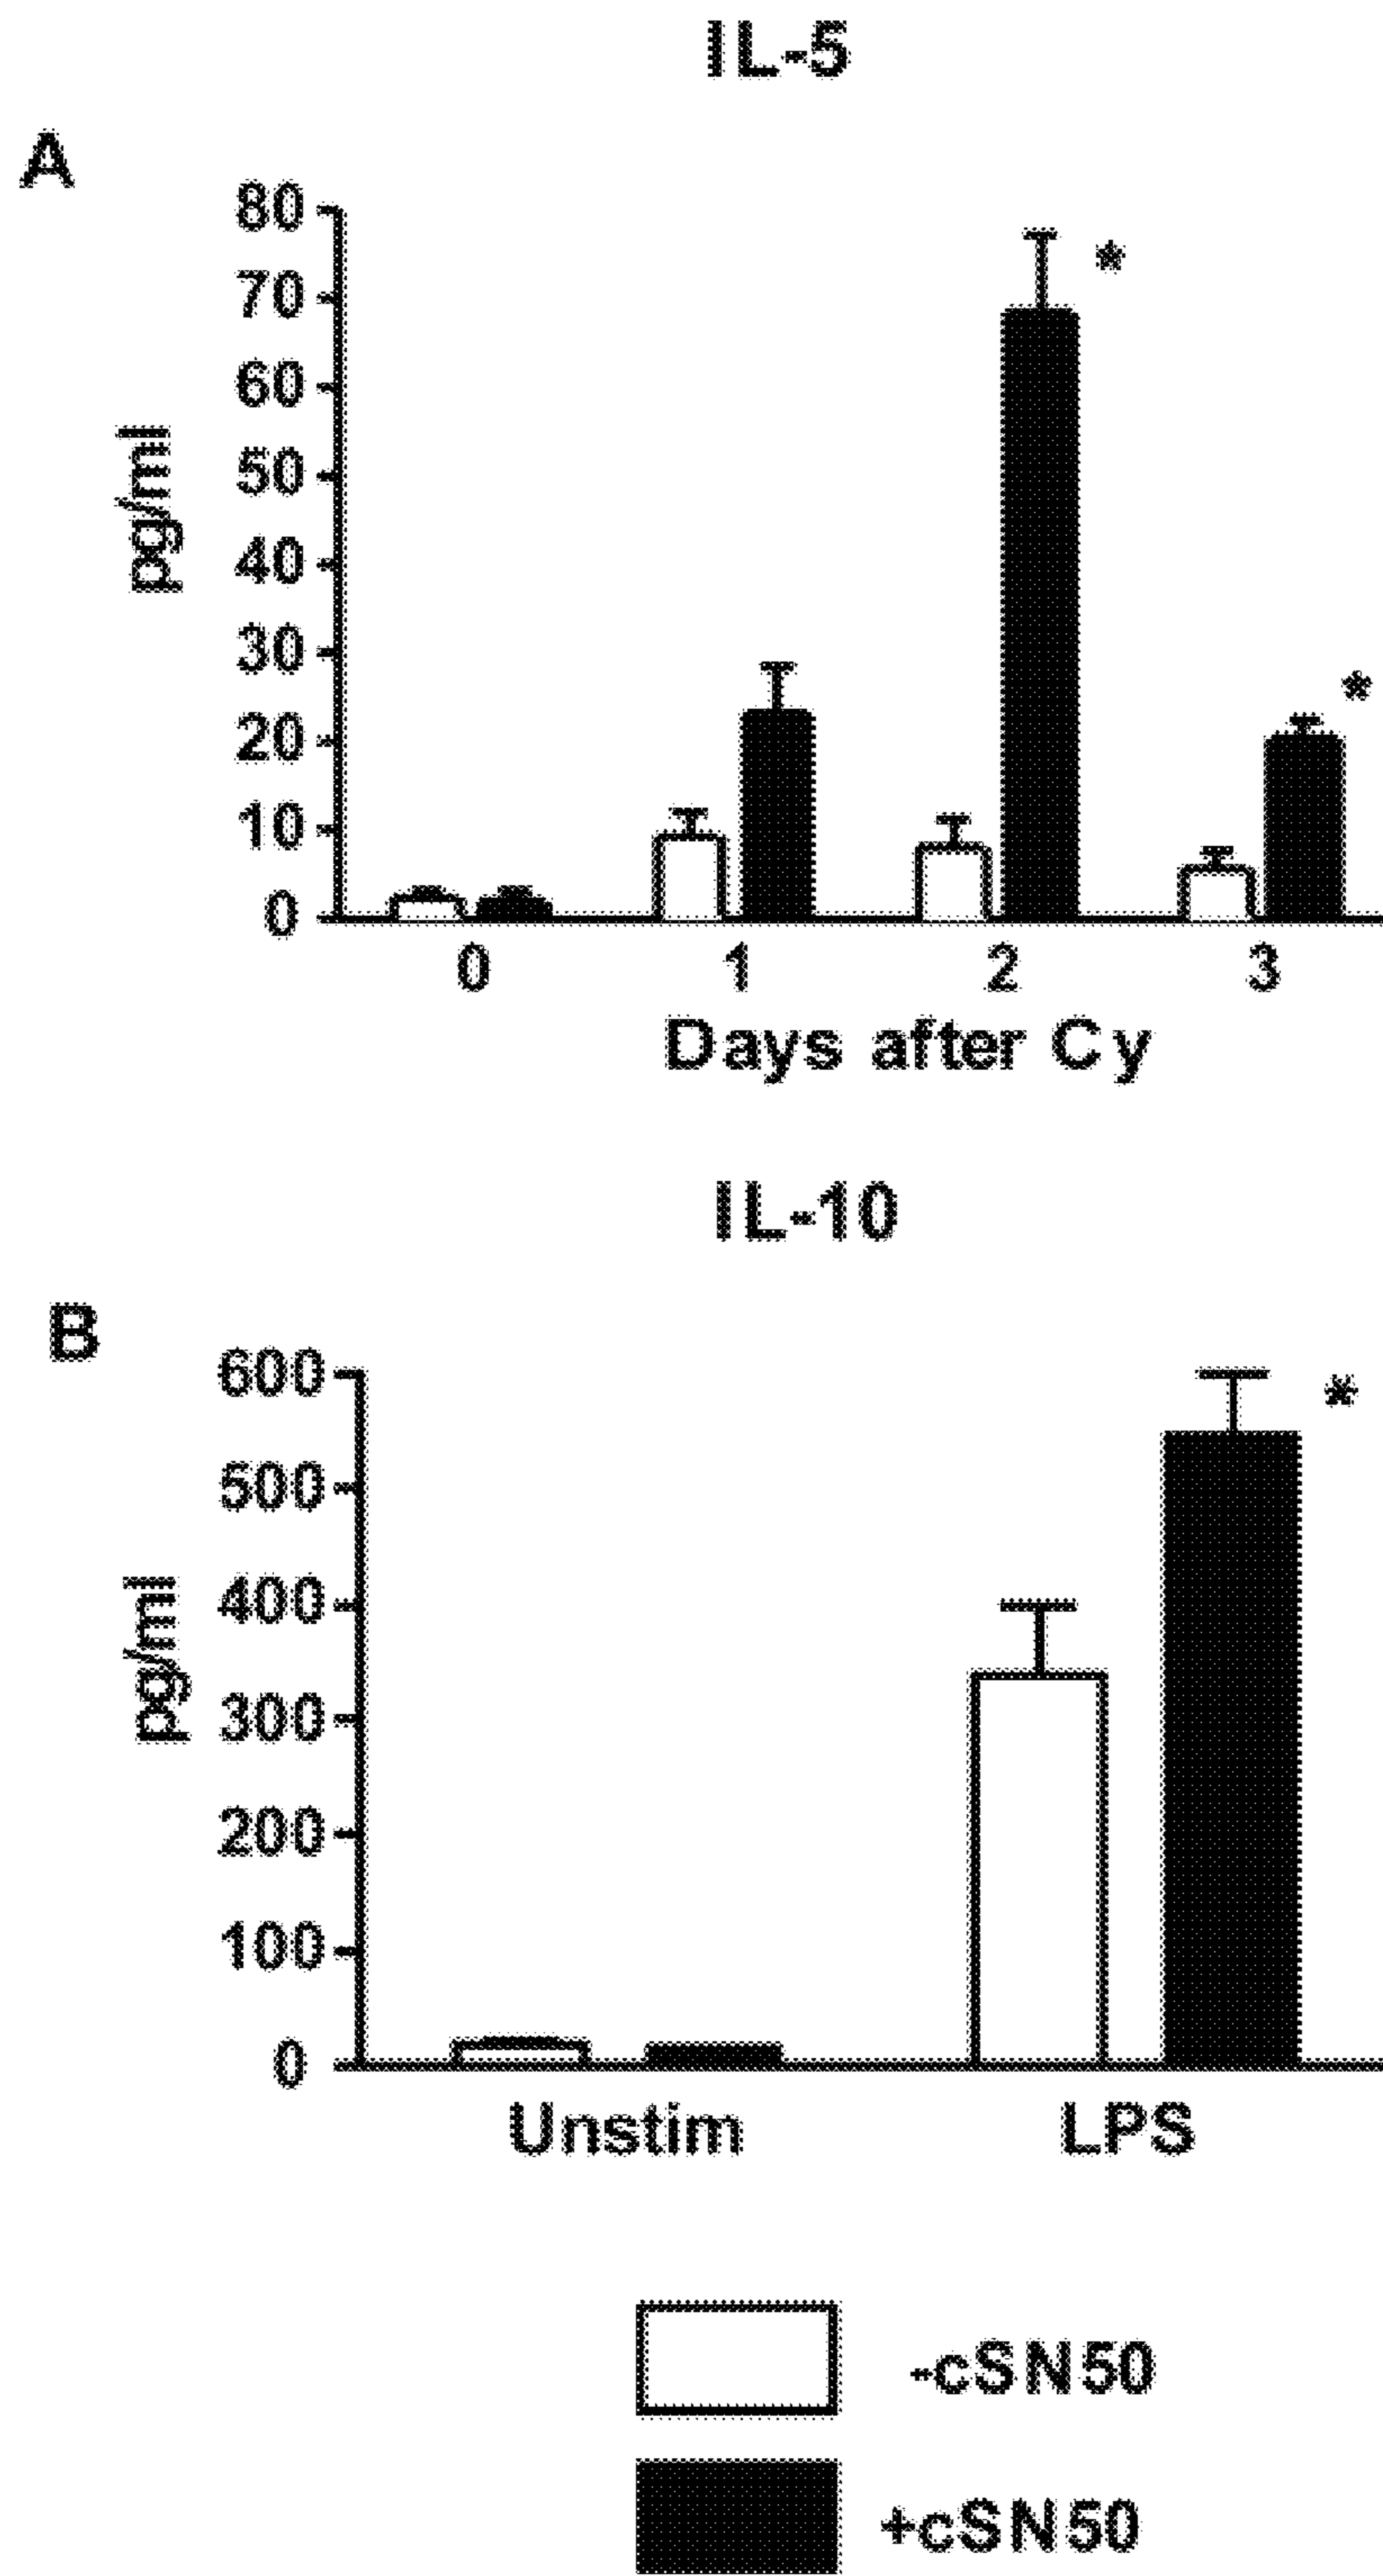 IL-5
A
80
70
60
50
40
30
20
10
0
pg/ml
*
*
0 1 2 3
Days after Cy
IL-10
B
600
500
400
300
200
100
0
pg/ml
*
Unstim LPS
-cSN50
+cSN50